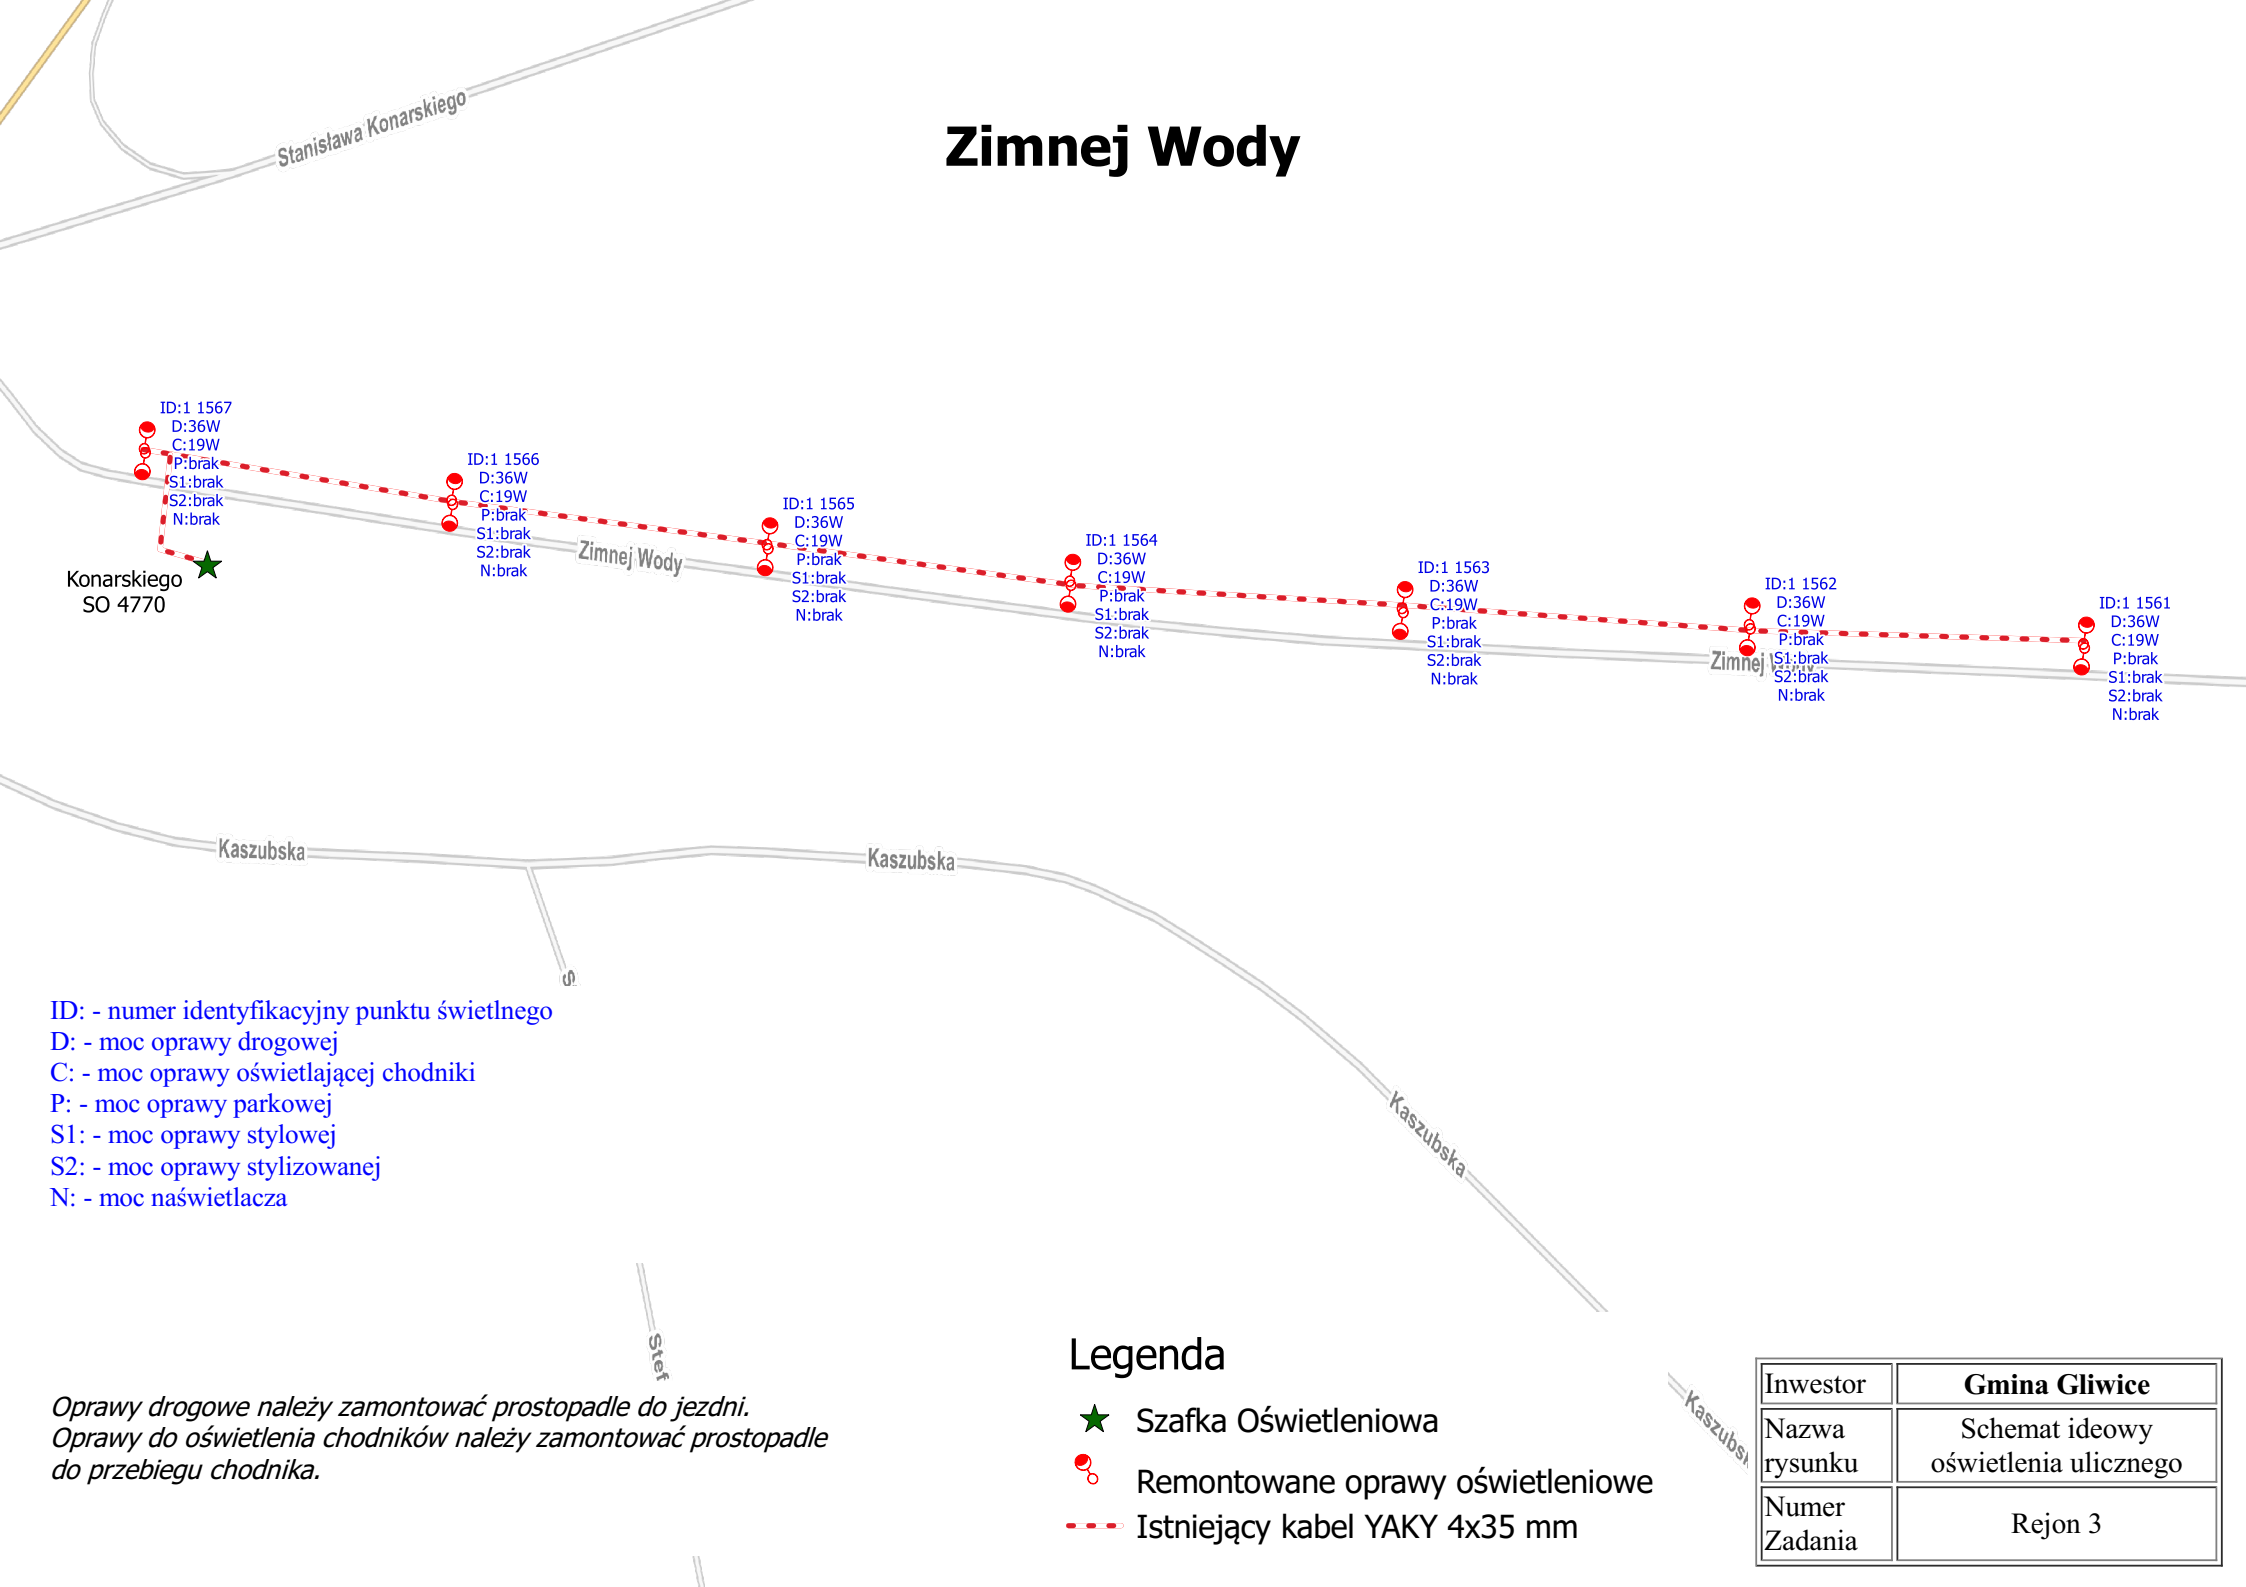 Stanisława Konarskiego
Zimnej Wody
ID:1 1567
D:36W
C:19W
P:brak
S1:brak
S2:brak
N:brak
ID:1 1566
D:36W
C:19W
P:brak
S1:brak
S2:brak
N:brak
ID:1 1565
D:36W
C:19W
P:brak
S1:brak
S2:brak
N:brak
ID:1 1564
D:36W
C:19W
P:brak
S1:brak
S2:brak
N:brak
ID:1 1563
D:36W
C:19W
P:brak
S1:brak
S2:brak
N:brak
ID:1 1562
D:36W
C:19W
P:brak
S1:brak
S2:brak
N:brak
ID:1 1561
D:36W
C:19W
P:brak
S1:brak
S2:brak
N:brak
Konarskiego
SO 4770
Zimnej Wody
Zimnej Wody
Kaszubska
Kaszubska
S
Kaszubska
ID: - numer identyfikacyjny punktu świetlnego
D: - moc oprawy drogowej
C: - moc oprawy oświetlającej chodniki
P: - moc oprawy parkowej
S1: - moc oprawy stylowej
S2: - moc oprawy stylizowanej
N: - moc naświetlacza
Stef
Oprawy drogowe należy zamontować prostopadle do jezdni.
Oprawy do oświetlenia chodników należy zamontować prostopadle
do przebiegu chodnika.
Legenda
Szafka Oświetleniowa
Remontowane oprawy oświetleniowe
Istniejący kabel YAKY 4x35 mm
Kaszubsk
Inwestor
Gmina Gliwice
Nazwa
rysunku
Schemat ideowy
oświetlenia ulicznego
Numer
Zadania
Rejon 3